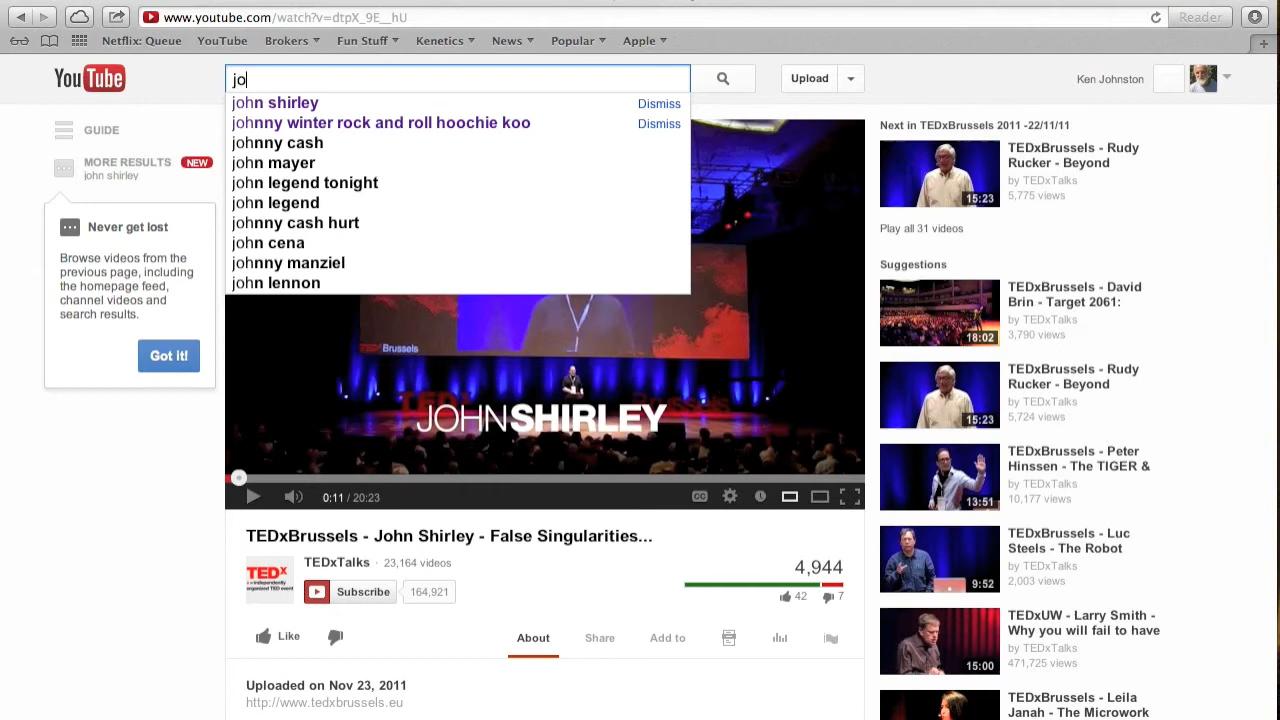 www.youtube.com/watch?v=dtpX_9E__hU
Reader
Netflix: Queue YouTube Brokers Fun Stuff Kenetics News Popular Apple
YouTube
jo
Upload
Ken Johnston
john shirley Dismiss
johnny winter rock and roll hoochie koo Dismiss
johnny cash
john mayer
john legend tonight
john legend
johnny cash hurt
john cena
johnny manziel
john lennon
GUIDE
MORE RESULTS NEW
john shirley
Never get lost
Browse videos from the
previous page, including
the homepage feed,
channel videos and
search results.
Got it!
TEDxBrussels
JOHNSHIRLEY
0:11 / 20:23
CC
TEDxBrussels - John Shirley - False Singularities...
TEDx
TEDxTalks · 23,164 videos
Subscribe 164,921
4,944
42 7
Like
About Share Add to
Uploaded on Nov 23, 2011
http://www.tedxbrussels.eu
Next in TEDxBrussels 2011 -22/11/11
TEDxBrussels - Rudy
Rucker - Beyond
by TEDxTalks
5,775 views
15:23
Play all 31 videos
Suggestions
TEDxBrussels - David
Brin - Target 2061:
by TEDxTalks
3,790 views
18:02
TEDxBrussels - Rudy
Rucker - Beyond
by TEDxTalks
5,724 views
15:23
TEDxBrussels - Peter
Hinssen - The TIGER &
by TEDxTalks
10,177 views
13:51
TEDxBrussels - Luc
Steels - The Robot
by TEDxTalks
2,003 views
9:52
TEDxUW - Larry Smith -
Why you will fail to have
by TEDxTalks
471,725 views
15:00
TEDxBrussels - Leila
Janah - The Microwork